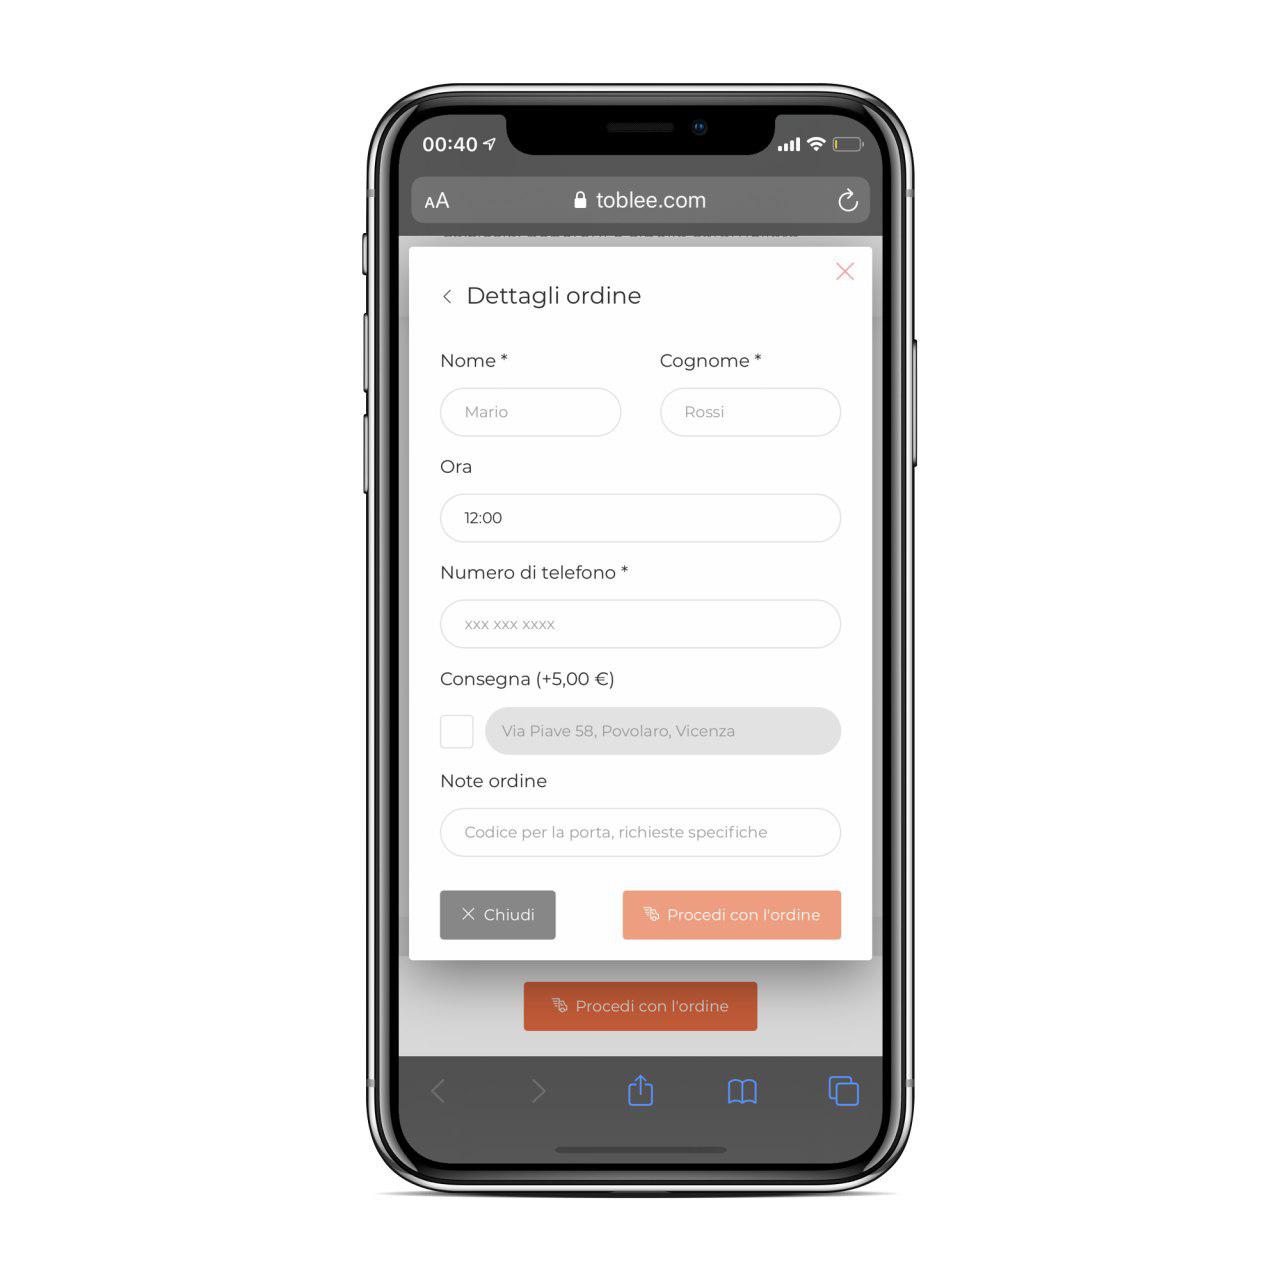 00:40
AA toblee.com
Dettagli ordine
Nome * Cognome *
Mario Rossi
Ora
12:00
Numero di telefono *
xxx xxx xxxx
Consegna (+5,00 €)
Via Piave 58, Povolaro, Vicenza
Note ordine
Codice per la porta, richieste specifiche
Chiudi Procedi con l'ordine
Procedi con l'ordine